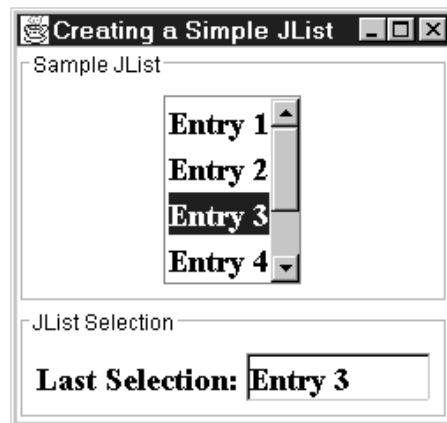 Creating a Simple JList
Sample JList
Entry 1
Entry 2
Entry 3
Entry 4
JList Selection
Last Selection: Entry 3